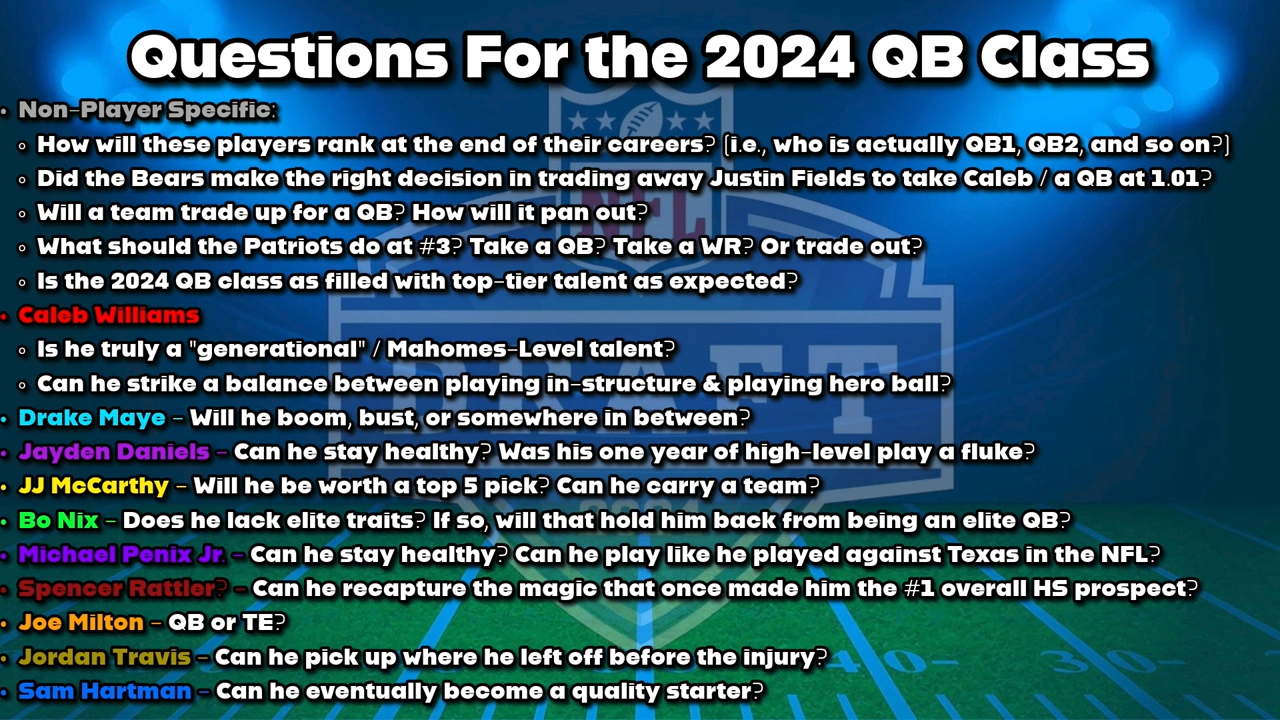 Questions For the 2024 QB Class
• Non-Player Specific:
◦ How will these players rank at the end of their careers? (i.e., who is actually QB1, QB2, and so on?)
◦ Did the Bears make the right decision in trading away Justin Fields to take Caleb / a QB at 1.01?
◦ Will a team trade up for a QB? How will it pan out?
◦ What should the Patriots do at #3? Take a QB? Take a WR? Or trade out?
◦ Is the 2024 QB class as filled with top-tier talent as expected?
• Caleb Williams
◦ Is he truly a "generational" / Mahomes-Level talent?
◦ Can he strike a balance between playing in-structure & playing hero ball?
• Drake Maye - Will he boom, bust, or somewhere in between?
• Jayden Daniels - Can he stay healthy? Was his one year of high-level play a fluke?
• JJ McCarthy - Will he be worth a top 5 pick? Can he carry a team?
• Bo Nix - Does he lack elite traits? If so, will that hold him back from being an elite QB?
• Michael Penix Jr. - Can he stay healthy? Can he play like he played against Texas in the NFL?
• Spencer Rattler? - Can he recapture the magic that once made him the #1 overall HS prospect?
• Joe Milton - QB or TE?
• Jordan Travis - Can he pick up where he left off before the injury?
• Sam Hartman - Can he eventually become a quality starter?
NFL
DRAFT
40
30